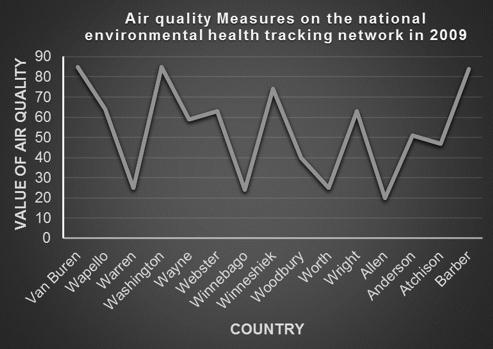 Air quality Measures on the national
environmental health tracking network in 2009
VALUE OF AIR QUALITY
90
80
70
60
50
40
30
20
10
0
Van Buren
Wapello
Warren
Washington
Wayne
Webster
Winnebago
Winneshiek
Woodbury
Worth
Wright
Allen
Anderson
Atchison
Barber
COUNTRY